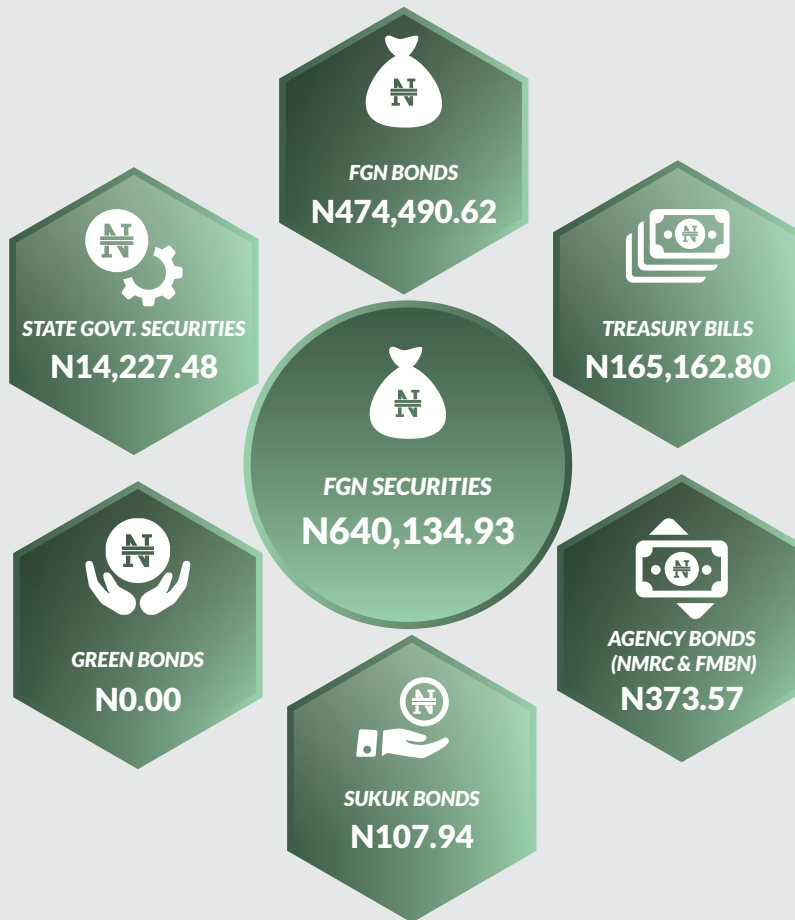 FGN BONDS
N474,490.62
STATE GOVT. SECURITIES
N14,227.48
TREASURY BILLS
N165,162.80
FGN SECURITIES
N640,134.93
GREEN BONDS
N0.00
AGENCY BONDS
(NMRC & FMBN)
N373.57
SUKUK BONDS
N107.94